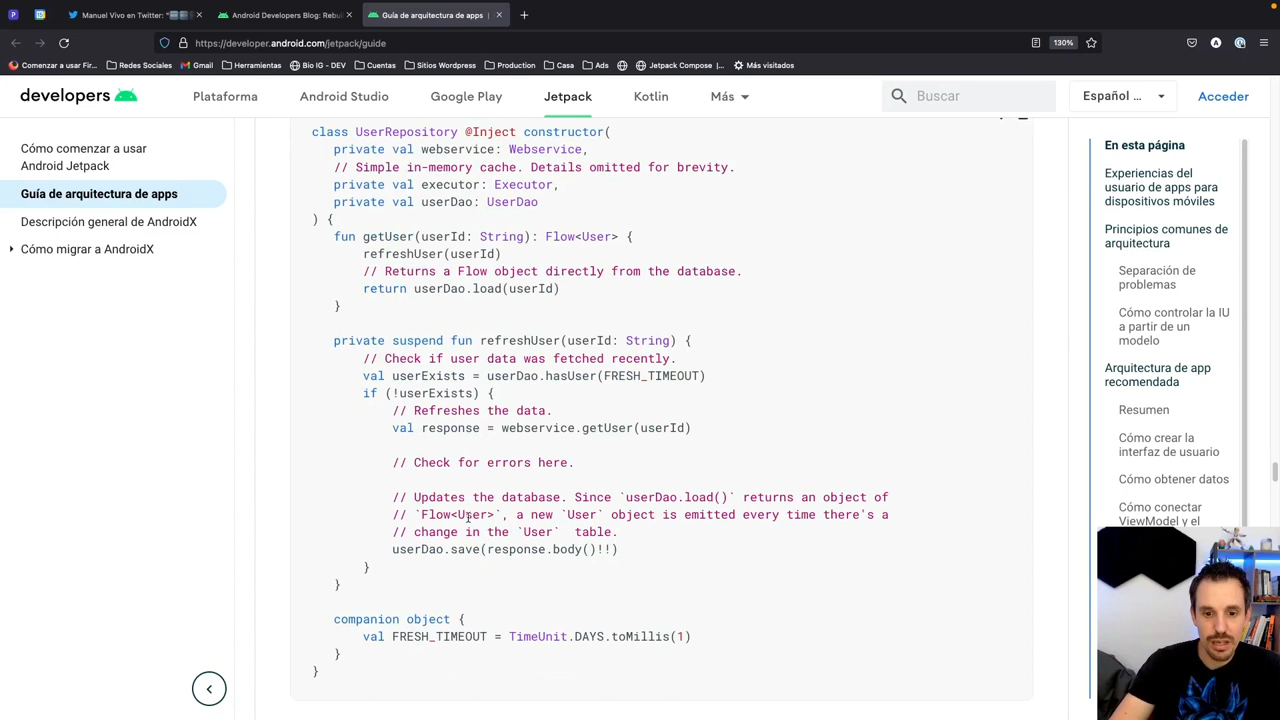 Manuel Vivo en Twitter: "
Android Developers Blog: Rebui
Guía de arquitectura de apps
https://developer.android.com/jetpack/guide
130%
Comenzar a usar Fir...
Redes Sociales
Gmail
Herramientas
Bio IG - DEV
Cuentas
Sitios Wordpress
Production
Casa
Ads
Jetpack Compose
Más visitados
developers
Plataforma
Android Studio
Google Play
Jetpack
Kotlin
Más
Buscar
Español ...
Acceder
Cómo comenzar a usar
Android Jetpack
Guía de arquitectura de apps
Descripción general de AndroidX
Cómo migrar a AndroidX
class UserRepository @Inject constructor(
private val webservice: Webservice,
// Simple in-memory cache. Details omitted for brevity.
private val executor: Executor,
private val userDao: UserDao
) {
fun getUser(userId: String): Flow<User> {
refreshUser(userId)
// Returns a Flow object directly from the database.
return userDao.load(userId)
}
private suspend fun refreshUser(userId: String) {
// Check if user data was fetched recently.
val userExists = userDao.hasUser(FRESH_TIMEOUT)
if (!userExists) {
// Refreshes the data.
val response = webservice.getUser(userId)
// Check for errors here.
// Updates the database. Since `userDao.load()` returns an object of
// `Flow<User>`, a new `User` object is emitted every time there's a
// change in the `User`  table.
userDao.save(response.body()!!)
}
}
companion object {
val FRESH_TIMEOUT = TimeUnit.DAYS.toMillis(1)
}
}
En esta página
Experiencias del
usuario de apps para
dispositivos móviles
Principios comunes de
arquitectura
Separación de
problemas
Cómo controlar la IU
a partir de un
modelo
Arquitectura de app
recomendada
Resumen
Cómo crear la
interfaz de usuario
Cómo obtener datos
Cómo conectar
ViewModel y el